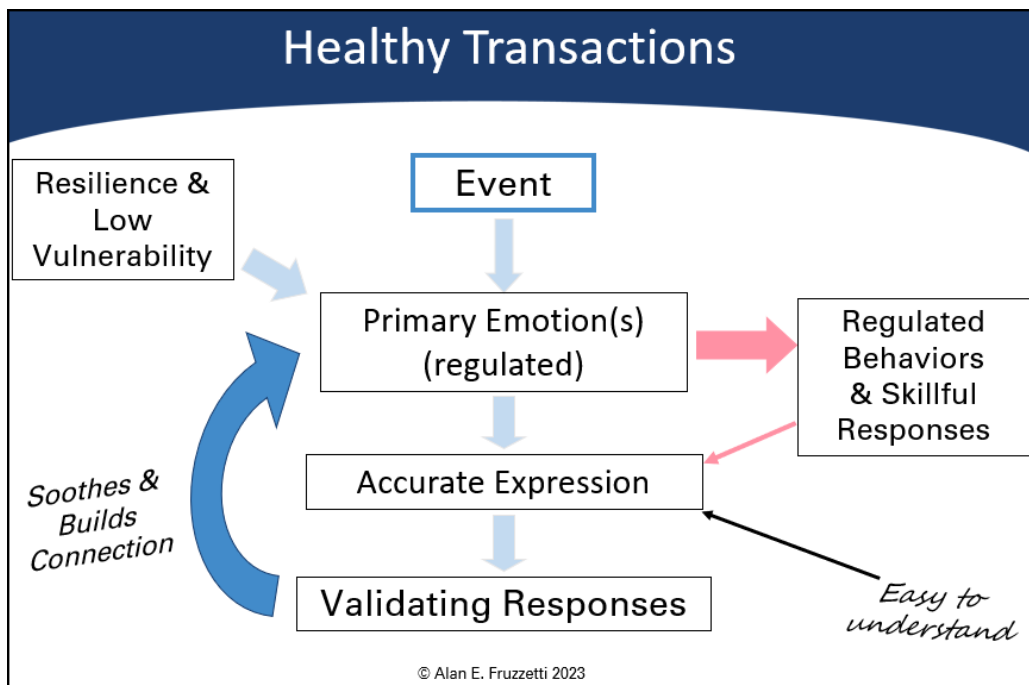 Healthy Transactions
Resilience &
Low
Vulnerability
Event
Primary Emotion(s)
(regulated)
Regulated
Behaviors
& Skillful
Responses
Accurate Expression
Soothes &
Builds
Connection
Validating Responses
Easy to
understand
© Alan E. Fruzzetti 2023